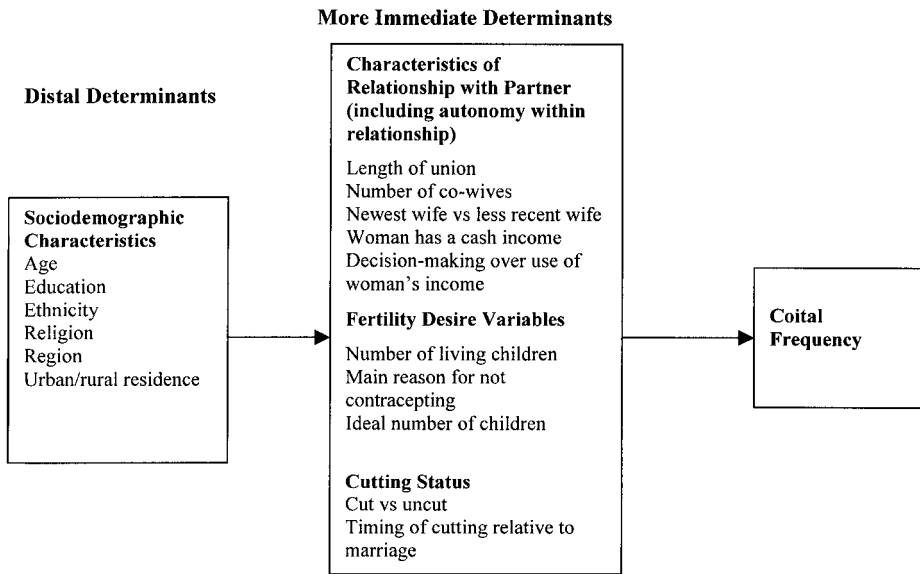 More Immediate Determinants
Distal Determinants
Sociodemographic
Characteristics
Age
Education
Ethnicity
Religion
Region
Urban/rural residence
Characteristics of
Relationship with Partner
(including autonomy within
relationship)
Length of union
Number of co-wives
Newest wife vs less recent wife
Woman has a cash income
Decision-making over use of
woman's income
Fertility Desire Variables
Number of living children
Main reason for not
contracepting
Ideal number of children
Cutting Status
Cut vs uncut
Timing of cutting relative to
marriage
Coital
Frequency